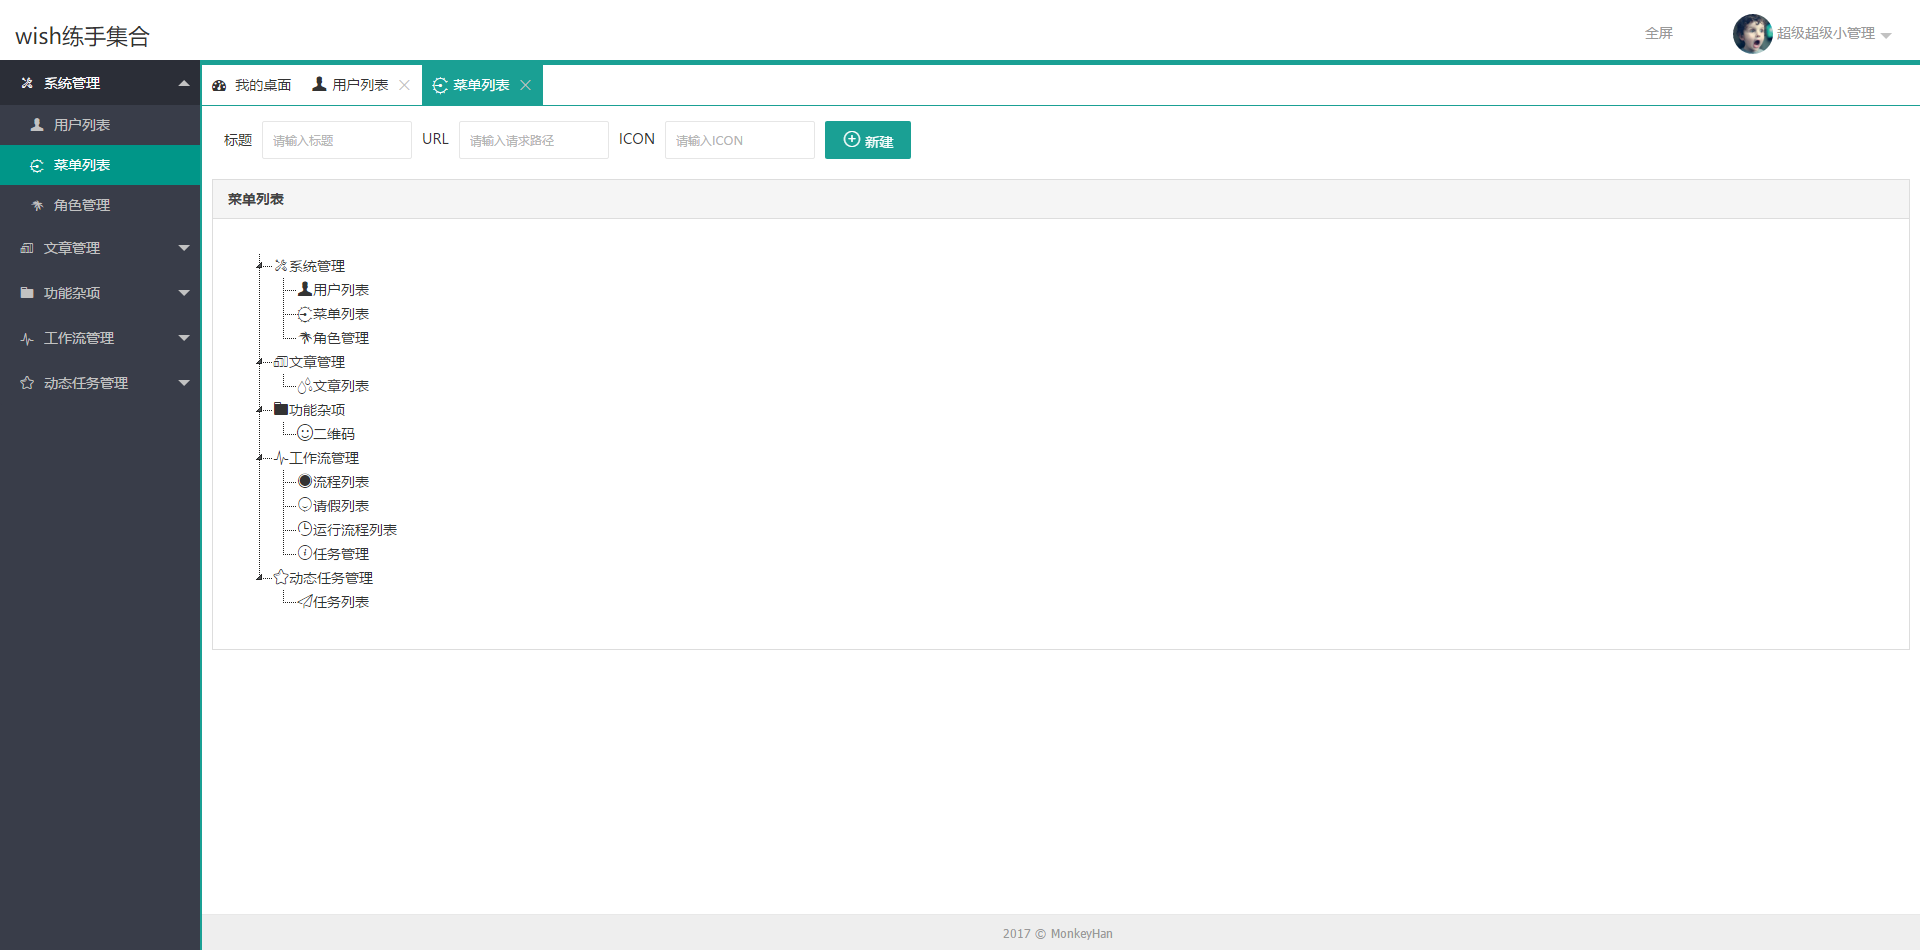 wish练手集合
全屏
超级超级小管理
系统管理
用户列表
菜单列表
角色管理
文章管理
功能杂项
工作流管理
动态任务管理
我的桌面 用户列表 菜单列表
标题 请输入标题 URL 请输入请求路径 ICON 请输入ICON 新建
菜单列表
系统管理
用户列表
菜单列表
角色管理
文章管理
文章列表
功能杂项
二维码
工作流管理
流程列表
请假列表
运行流程列表
任务管理
动态任务管理
任务列表
2017 © MonkeyHan